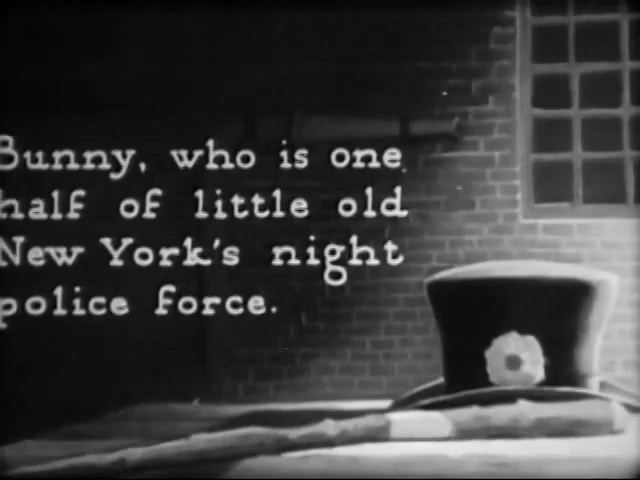 Bunny, who is one
half of little old
New York's night
police force.